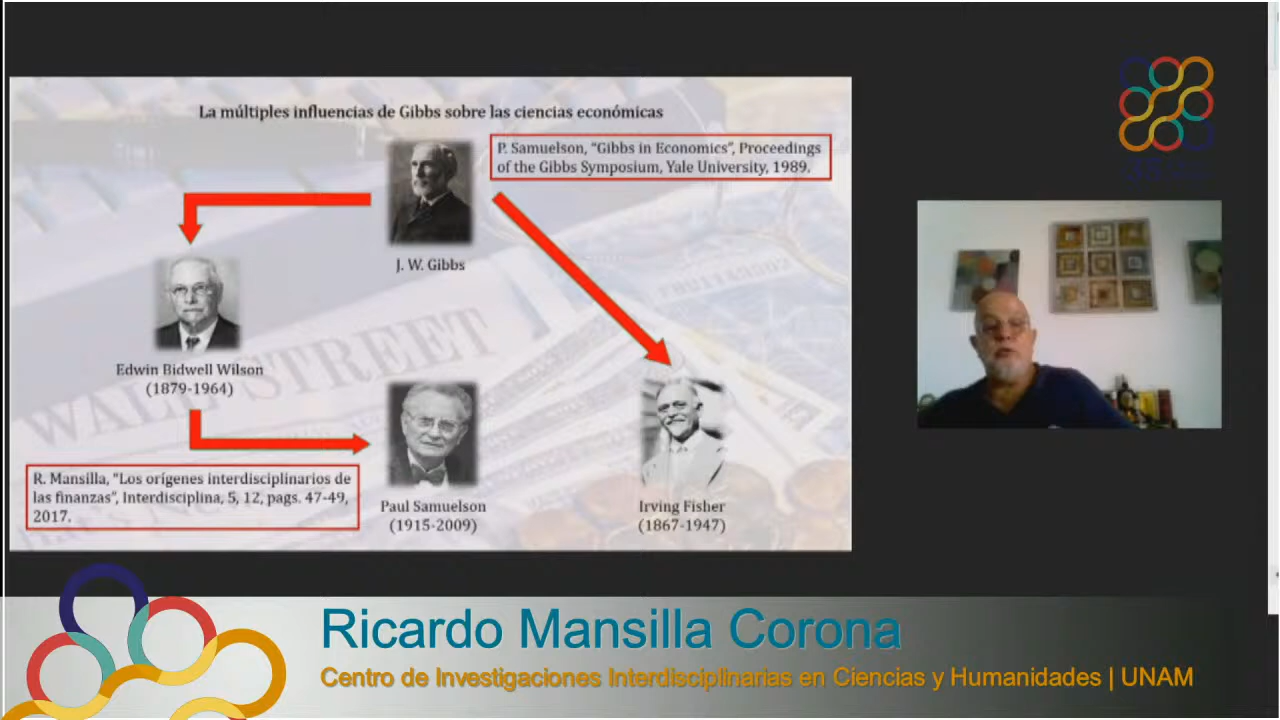 La múltiples influencias de Gibbs sobre las ciencias económicas
P. Samuelson, “Gibbs in Economics”, Proceedings
of the Gibbs Symposium, Yale University, 1989.
J. W. Gibbs
Edwin Bidwell Wilson
(1879-1964)
WALL STREET
R. Mansilla, “Los orígenes interdisciplinarios de
las finanzas”, Interdisciplina, 5, 12, pags. 47-49,
2017.
Paul Samuelson
(1915-2009)
Irving Fisher
(1867-1947)
Ricardo Mansilla Corona
Centro de Investigaciones Interdisciplinarias en Ciencias y Humanidades | UNAM